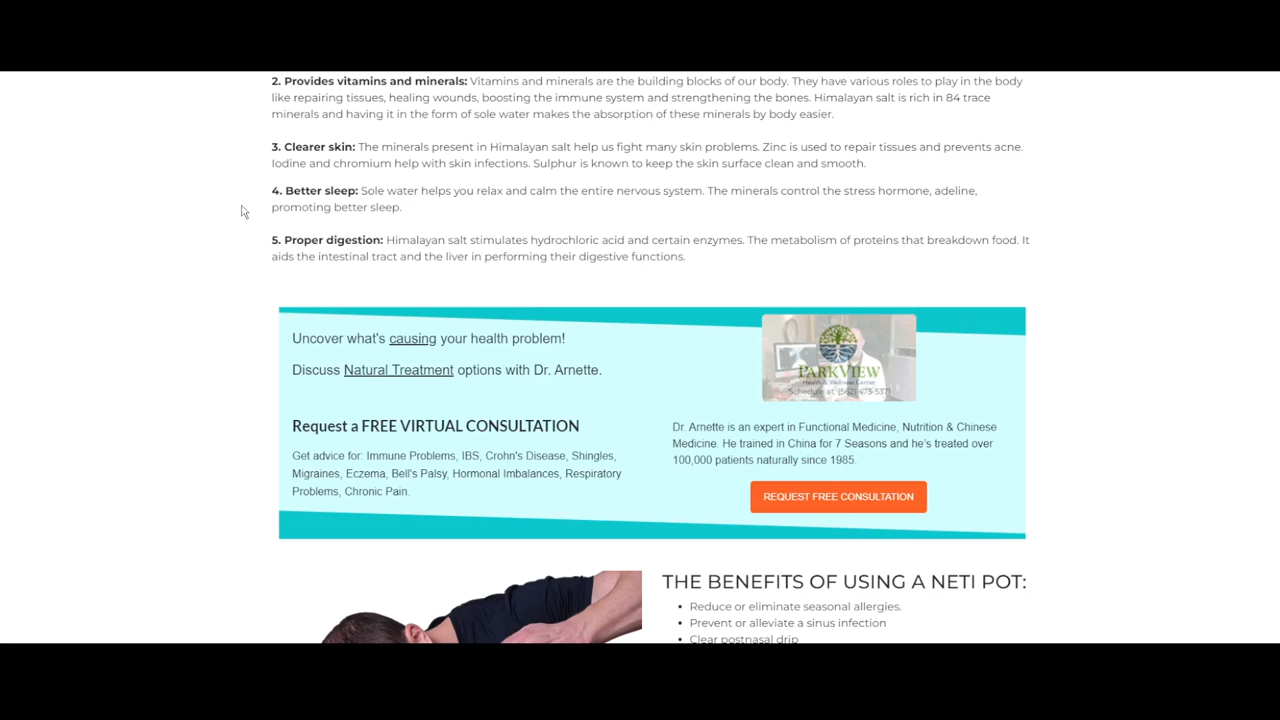 2. Provides vitamins and minerals: Vitamins and minerals are the building blocks of our body. They have various roles to play in the body
like repairing tissues, healing wounds, boosting the immune system and strengthening the bones. Himalayan salt is rich in 84 trace
minerals and having it in the form of sole water makes the absorption of these minerals by body easier.
3. Clearer skin: The minerals present in Himalayan salt help us fight many skin problems. Zinc is used to repair tissues and prevents acne.
Iodine and chromium help with skin infections. Sulphur is known to keep the skin surface clean and smooth.
4. Better sleep: Sole water helps you relax and calm the entire nervous system. The minerals control the stress hormone, adeline,
promoting better sleep.
5. Proper digestion: Himalayan salt stimulates hydrochloric acid and certain enzymes. The metabolism of proteins that breakdown food. It
aids the intestinal tract and the liver in performing their digestive functions.
Uncover what's causing your health problem!
Discuss Natural Treatment options with Dr. Arnette.
Request a FREE VIRTUAL CONSULTATION
Get advice for: Immune Problems, IBS, Crohn's Disease, Shingles,
Migraines, Eczema, Bell's Palsy, Hormonal Imbalances, Respiratory
Problems, Chronic Pain.
PARKVIEW
Health & Wellness Center
Schedule at: (562) 473-5371
Dr. Arnette is an expert in Functional Medicine, Nutrition & Chinese
Medicine. He trained in China for 7 Seasons and he's treated over
100,000 patients naturally since 1985.
REQUEST FREE CONSULTATION
THE BENEFITS OF USING A NETI POT:
• Reduce or eliminate seasonal allergies.
• Prevent or alleviate a sinus infection
• Clear postnasal drip